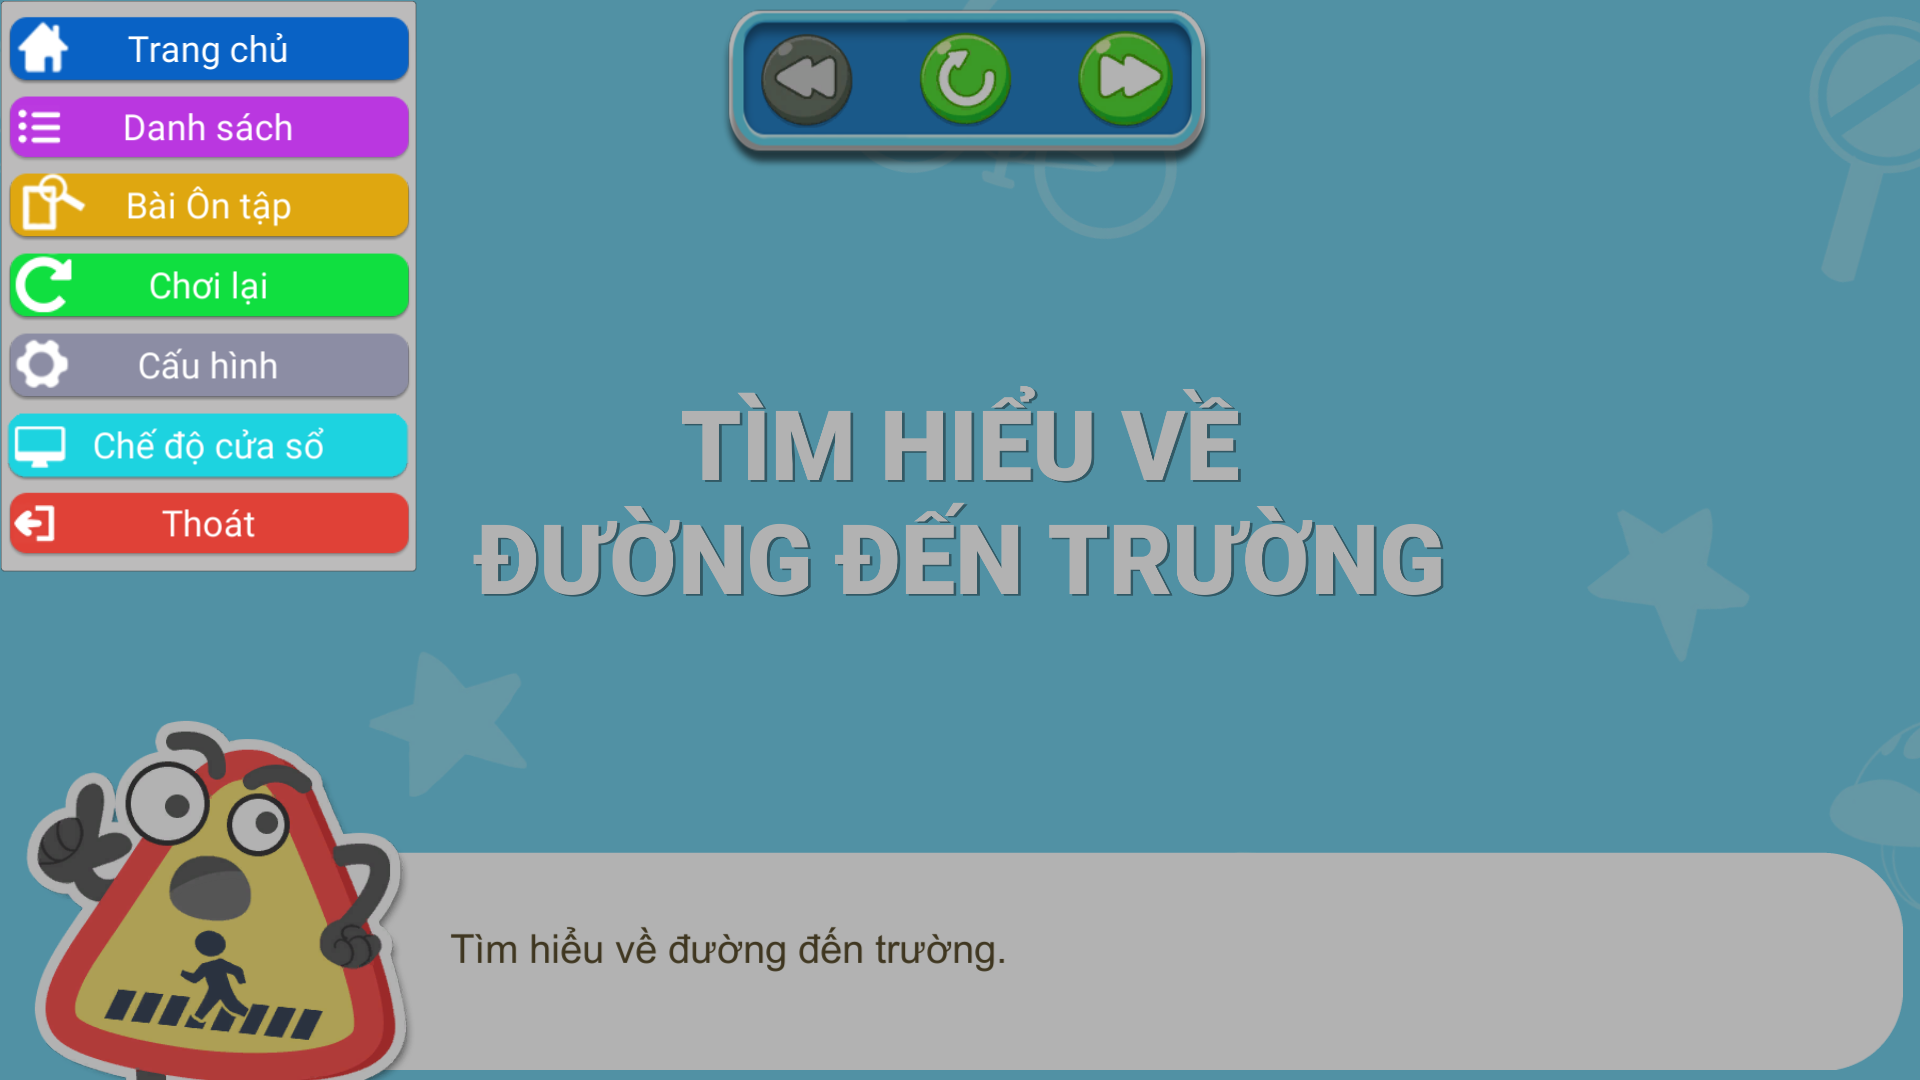 Trang chủ
Danh sách
Bài Ôn tập
Chơi lại
Cấu hình
Chế độ cửa sổ
Thoát
TÌM HIỂU VỀ
ĐƯỜNG ĐẾN TRƯỜNG
Tìm hiểu về đường đến trường.